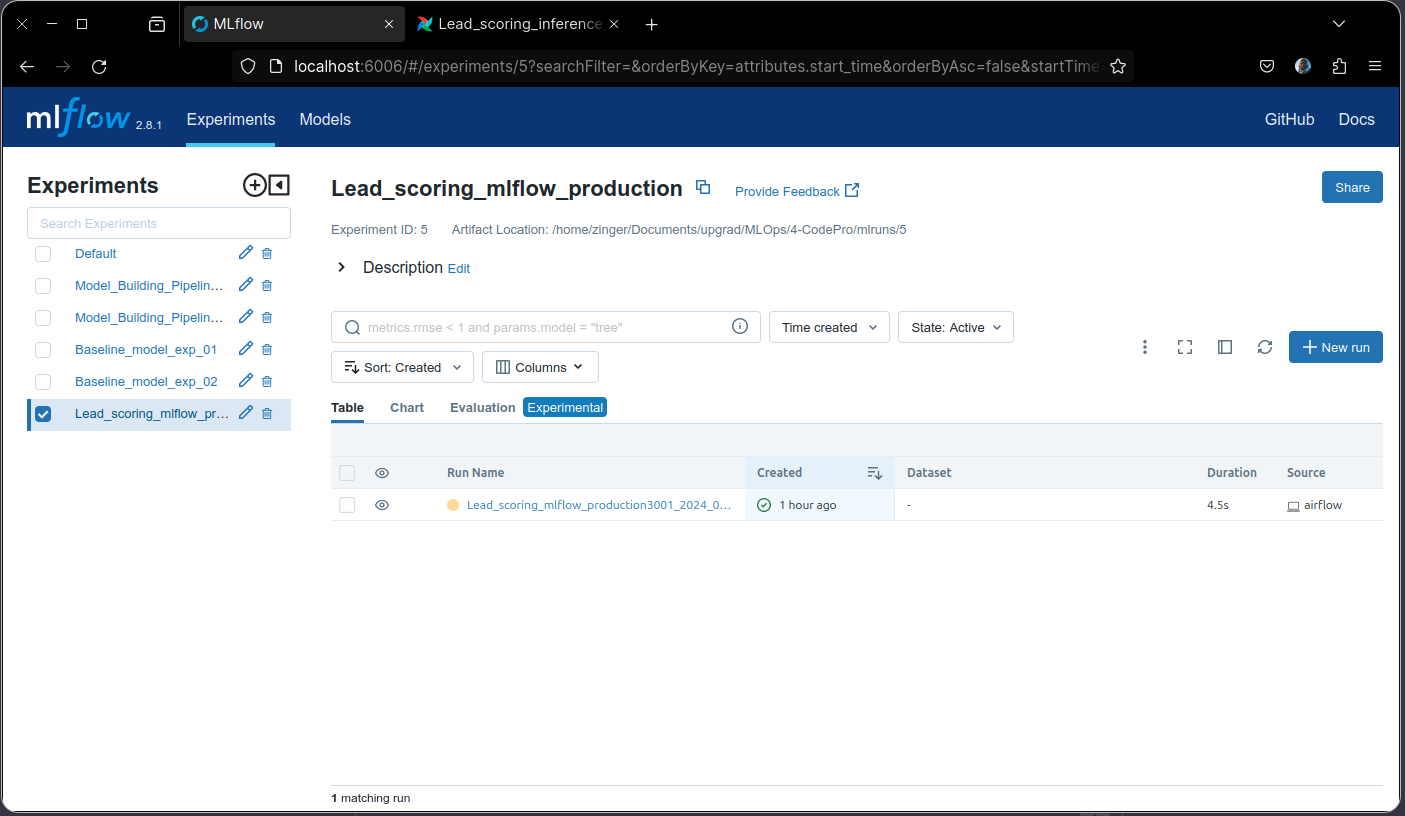 MLflow
Lead_scoring_inference
localhost:6006/#/experiments/5?searchFilter=&orderByKey=attributes.start_time&orderByAsc=false&startTime
mlflow 2.8.1 Experiments Models GitHub Docs
Experiments
Search Experiments
Default
Model_Building_Pipelin...
Model_Building_Pipelin...
Baseline_model_exp_01
Baseline_model_exp_02
Lead_scoring_mlflow_pr...
Lead_scoring_mlflow_production Provide Feedback Share
Experiment ID: 5 Artifact Location: /home/zinger/Documents/upgrad/MLOps/4-CodePro/mlruns/5
Description Edit
metrics.rmse < 1 and params.model = "tree" Time created State: Active
Sort: Created Columns
New run
Table Chart Evaluation Experimental
Run Name Created Dataset Duration Source
Lead_scoring_mlflow_production3001_2024_0... 1 hour ago - 4.5s airflow
1 matching run